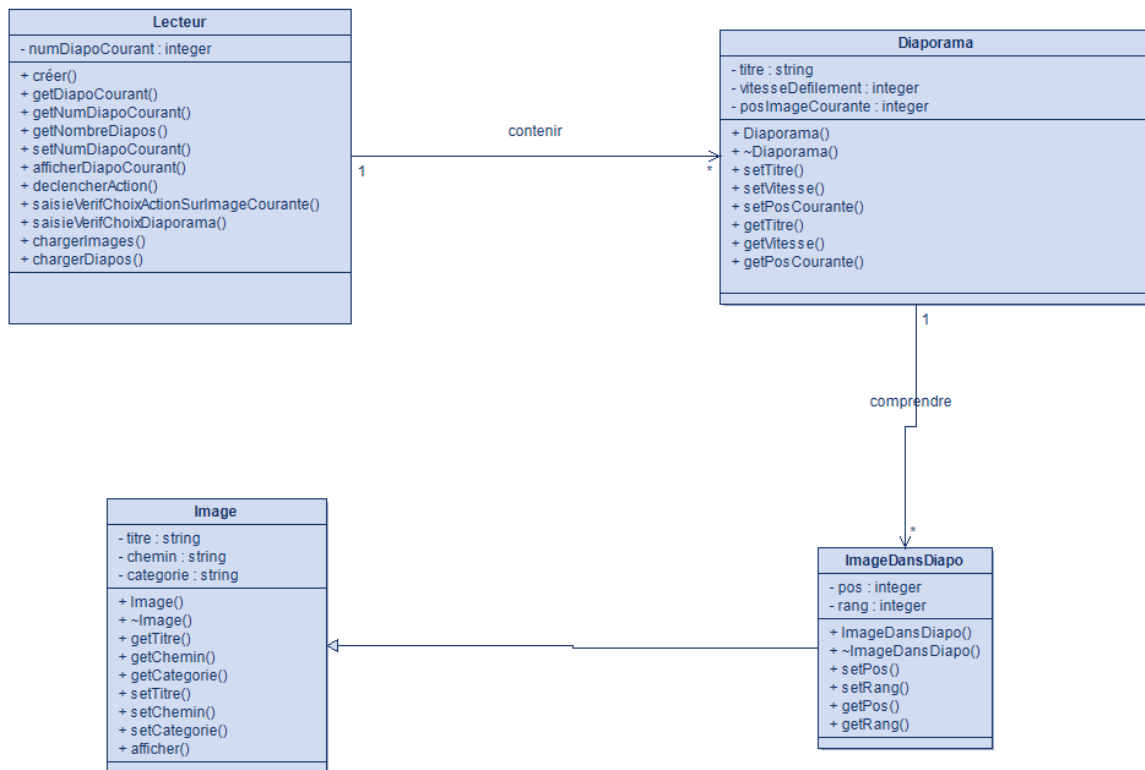 Lecteur
- numDiapoCourant : integer
+ créer()
+ getDiapoCourant()
+ getNumDiapoCourant()
+ getNombreDiapos()
+ setNumDiapoCourant()
+ afficherDiapoCourant()
+ declencherAction()
+ saisieVerifChoixActionSurImageCourante()
+ saisieVerifChoixDiaporama()
+ chargerImages()
+ chargerDiapos()
contenir
1
*
Diaporama
- titre : string
- vitesseDefilement : integer
- posImageCourante : integer
+ Diaporama()
+ ~Diaporama()
+ setTitre()
+ setVitesse()
+ setPosCourante()
+ getTitre()
+ getVitesse()
+ getPosCourante()
1
comprendre
*
Image
- titre : string
- chemin : string
- categorie : string
+ Image()
+ ~Image()
+ getTitre()
+ getChemin()
+ getCategorie()
+ setTitre()
+ setChemin()
+ setCategorie()
+ afficher()
ImageDansDiapo
- pos : integer
- rang : integer
+ ImageDansDiapo()
+ ~ImageDansDiapo()
+ setPos()
+ setRang()
+ getPos()
+ getRang()